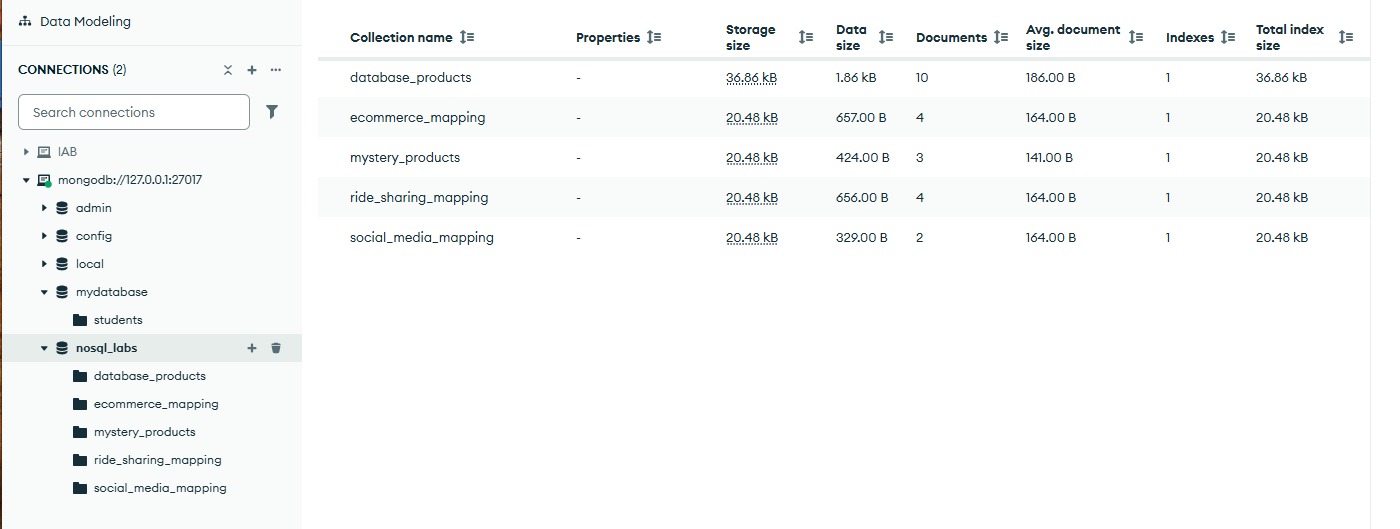 Data Modeling
CONNECTIONS (2)
Search connections
IAB
mongodb://127.0.0.1:27017
admin
config
local
mydatabase
students
nosql_labs
database_products
ecommerce_mapping
mystery_products
ride_sharing_mapping
social_media_mapping
Collection name Properties Storage size Data size Documents Avg. document size Indexes Total index size
database_products - 36.86 kB 1.86 kB 10 186.00 B 1 36.86 kB
ecommerce_mapping - 20.48 kB 657.00 B 4 164.00 B 1 20.48 kB
mystery_products - 20.48 kB 424.00 B 3 141.00 B 1 20.48 kB
ride_sharing_mapping - 20.48 kB 656.00 B 4 164.00 B 1 20.48 kB
social_media_mapping - 20.48 kB 329.00 B 2 164.00 B 1 20.48 kB